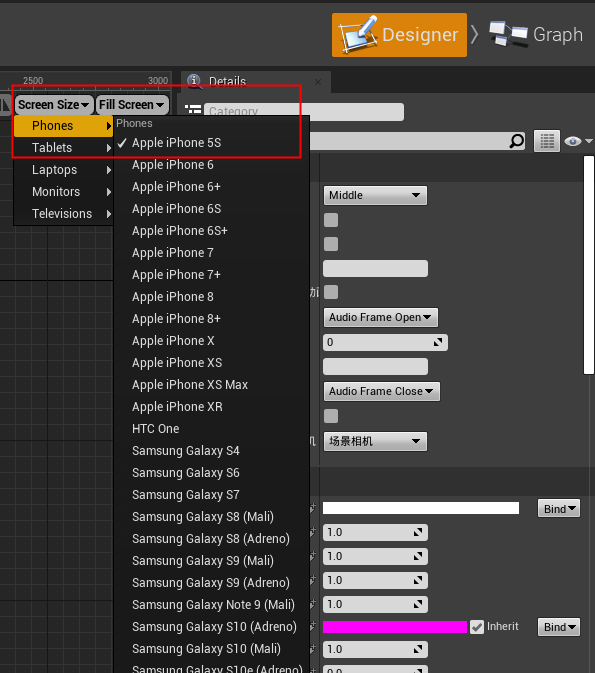 Designer
Graph
2500
3000
Details
Screen Size
Fill Screen
Category
Phones
Phones
Tablets
Apple iPhone 5S
Laptops
Apple iPhone 6
Monitors
Apple iPhone 6+
Middle
Televisions
Apple iPhone 6S
Apple iPhone 6S+
Apple iPhone 7
Apple iPhone 7+
Apple iPhone 8
Apple iPhone 8+
Audio Frame Open
Apple iPhone X
0
Apple iPhone XS
Apple iPhone XS Max
Audio Frame Close
Apple iPhone XR
HTC One
场景相机
Samsung Galaxy S4
Samsung Galaxy S6
Samsung Galaxy S7
Bind
Samsung Galaxy S8 (Mali)
Samsung Galaxy S8 (Adreno)
1.0
Samsung Galaxy S9 (Mali)
1.0
Samsung Galaxy S9 (Adreno)
1.0
Samsung Galaxy Note 9 (Mali)
1.0
Samsung Galaxy S10 (Adreno)
Inherit
Bind
Samsung Galaxy S10 (Mali)
1.0
Samsung Galaxy S10e (Adreno)
0.0